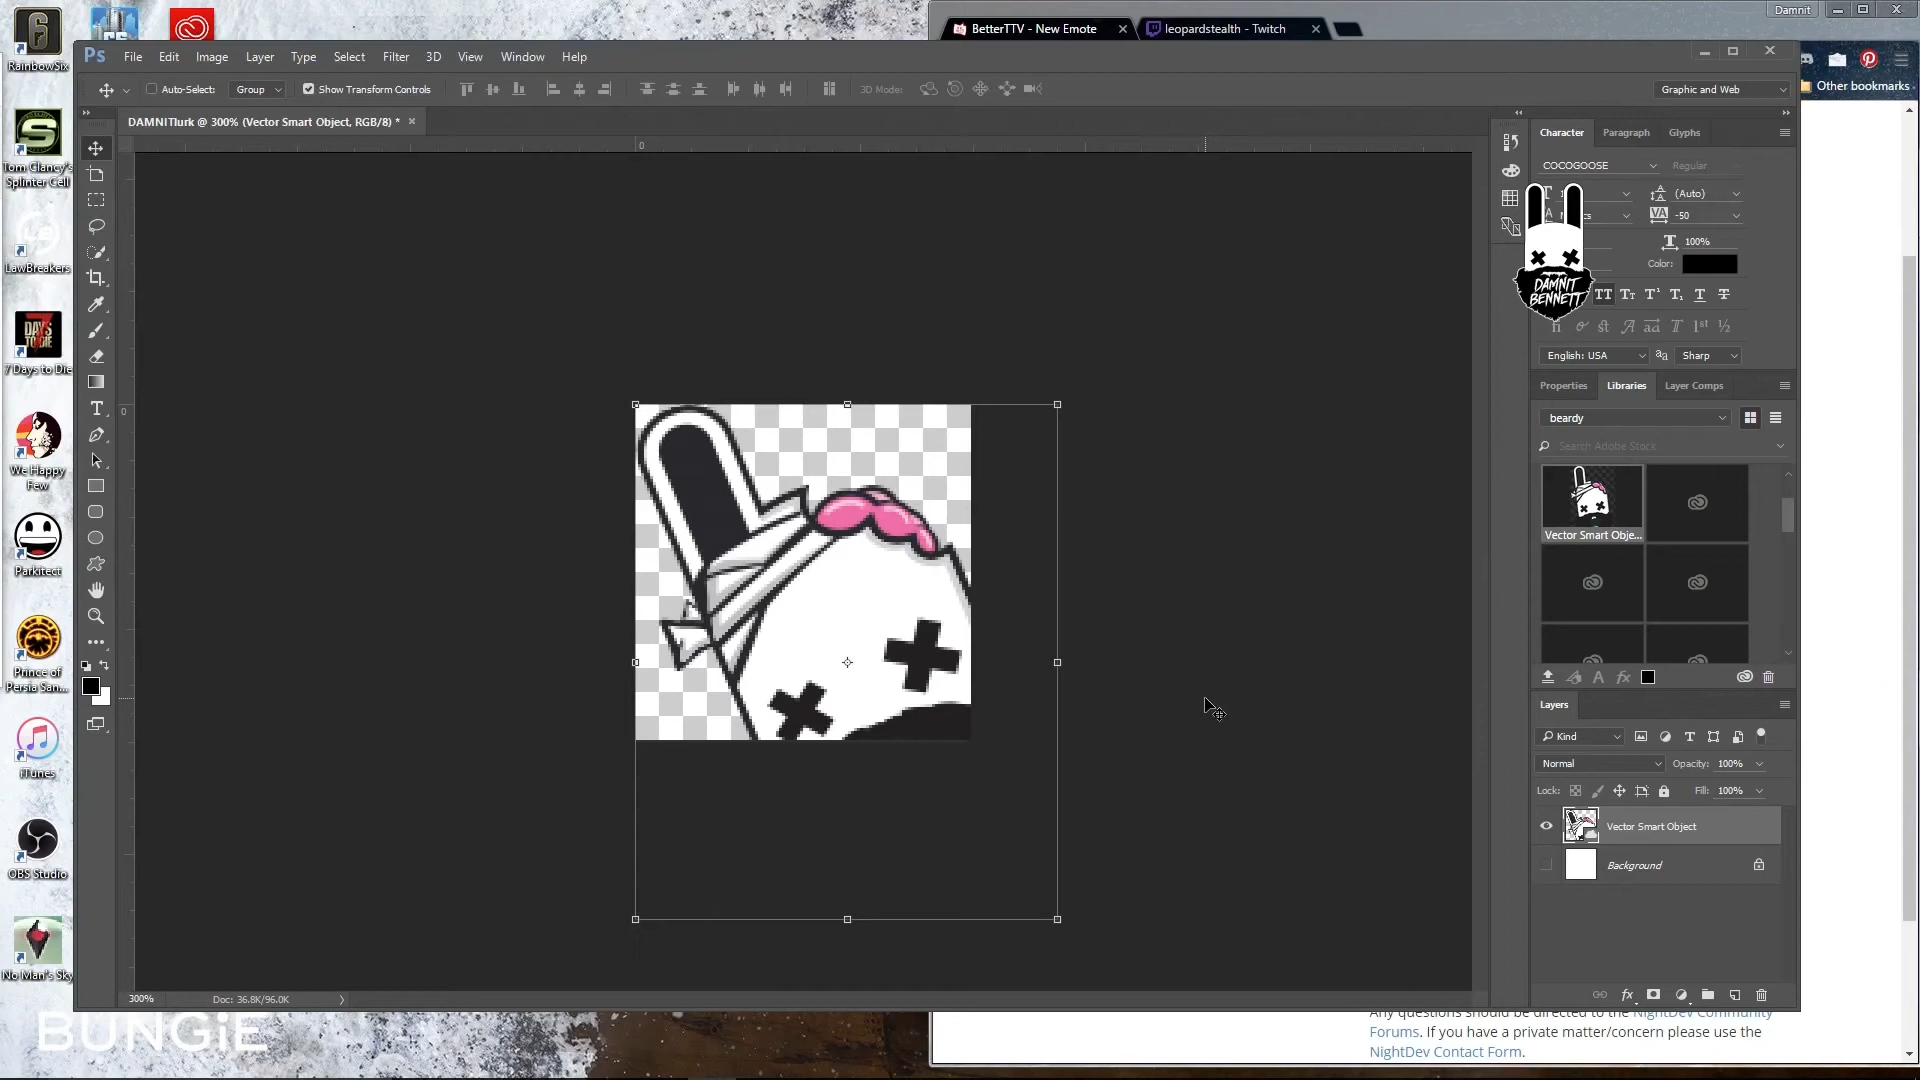 Damnit
BetterTTV - New Emote
leopardstealth - Twitch
Ps File Edit Image Layer Type Select Filter 3D View Window Help
Other bookmarks
Auto-Select: Group Show Transform Controls 3D Mode: Graphic and Web
DAMNITlurk @ 300% (Vector Smart Object, RGB/8) *
0
0
RainbowSix
Tom Clancy's
Splinter Cell
LawBreakers
7 Days to Die
We Happy
Few
Parkitect
Prince of
Persia San...
iTunes
OBS Studio
No Man's Sky
BUNGiE
Character Paragraph Glyphs
COCOGOOSE Regular
(Auto)
-50
100%
Color:
DAMNIT
BENNETT
English: USA Sharp
Properties Libraries Layer Comps
beardy
Search Adobe Stock
Vector Smart Obje...
Layers
Kind
Normal Opacity: 100%
Lock: Fill: 100%
Vector Smart Object
Background
300% Doc: 36.8K/96.0K
Any questions should be directed to the NightDev Community
Forums. If you have a private matter/concern please use the
NightDev Contact Form.